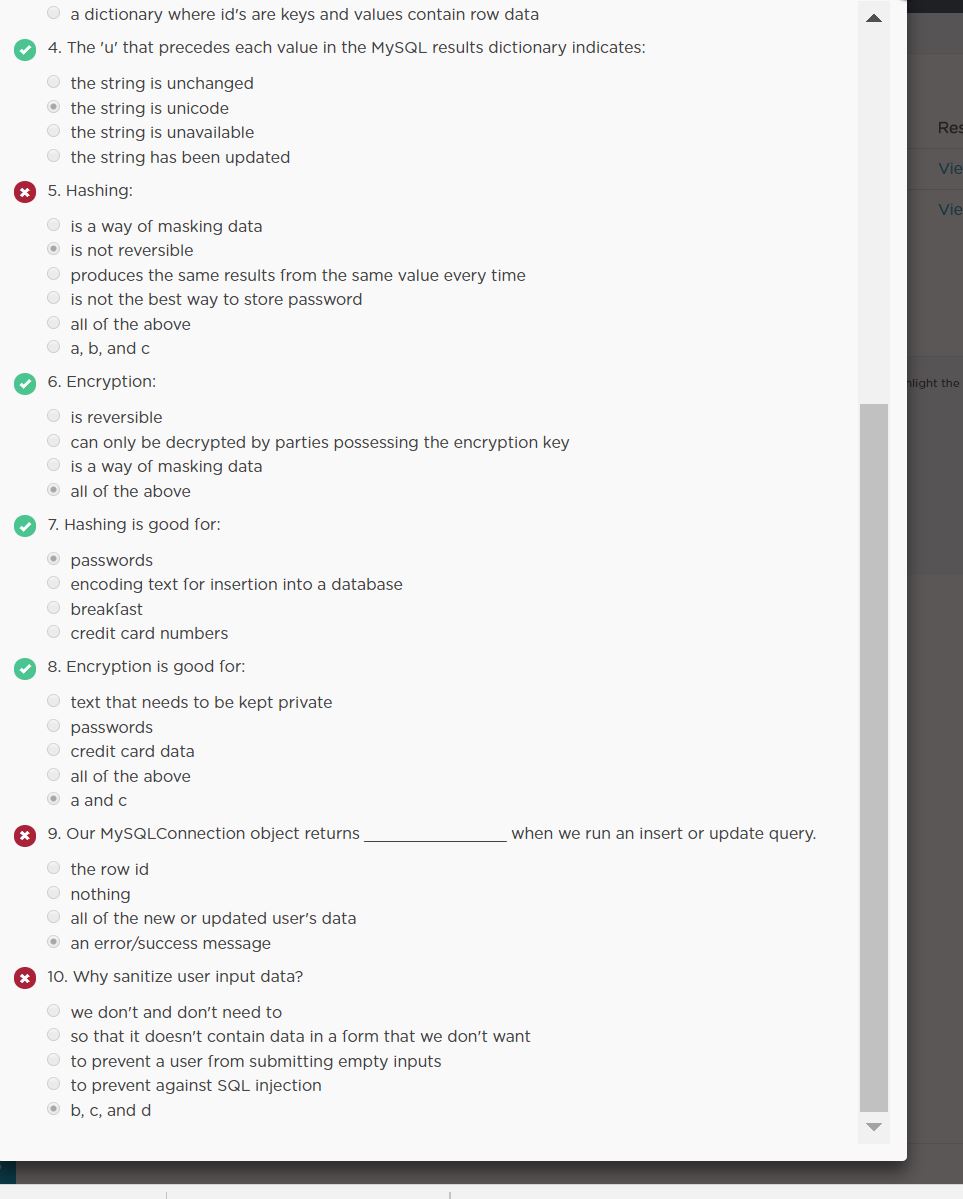 a dictionary where id's are keys and values contain row data
4. The 'u' that precedes each value in the MySQL results dictionary indicates:
the string is unchanged
the string is unicode
the string is unavailable
the string has been updated
5. Hashing:
is a way of masking data
is not reversible
produces the same results from the same value every time
is not the best way to store password
all of the above
a, b, and c
6. Encryption:
is reversible
can only be decrypted by parties possessing the encryption key
is a way of masking data
all of the above
7. Hashing is good for:
passwords
encoding text for insertion into a database
breakfast
credit card numbers
8. Encryption is good for:
text that needs to be kept private
passwords
credit card data
all of the above
a and c
9. Our MySQLConnection object returns ________________ when we run an insert or update query.
the row id
nothing
all of the new or updated user's data
an error/success message
10. Why sanitize user input data?
we don't and don't need to
so that it doesn't contain data in a form that we don't want
to prevent a user from submitting empty inputs
to prevent against SQL injection
b, c, and d
Res
Vie
Vie
light the